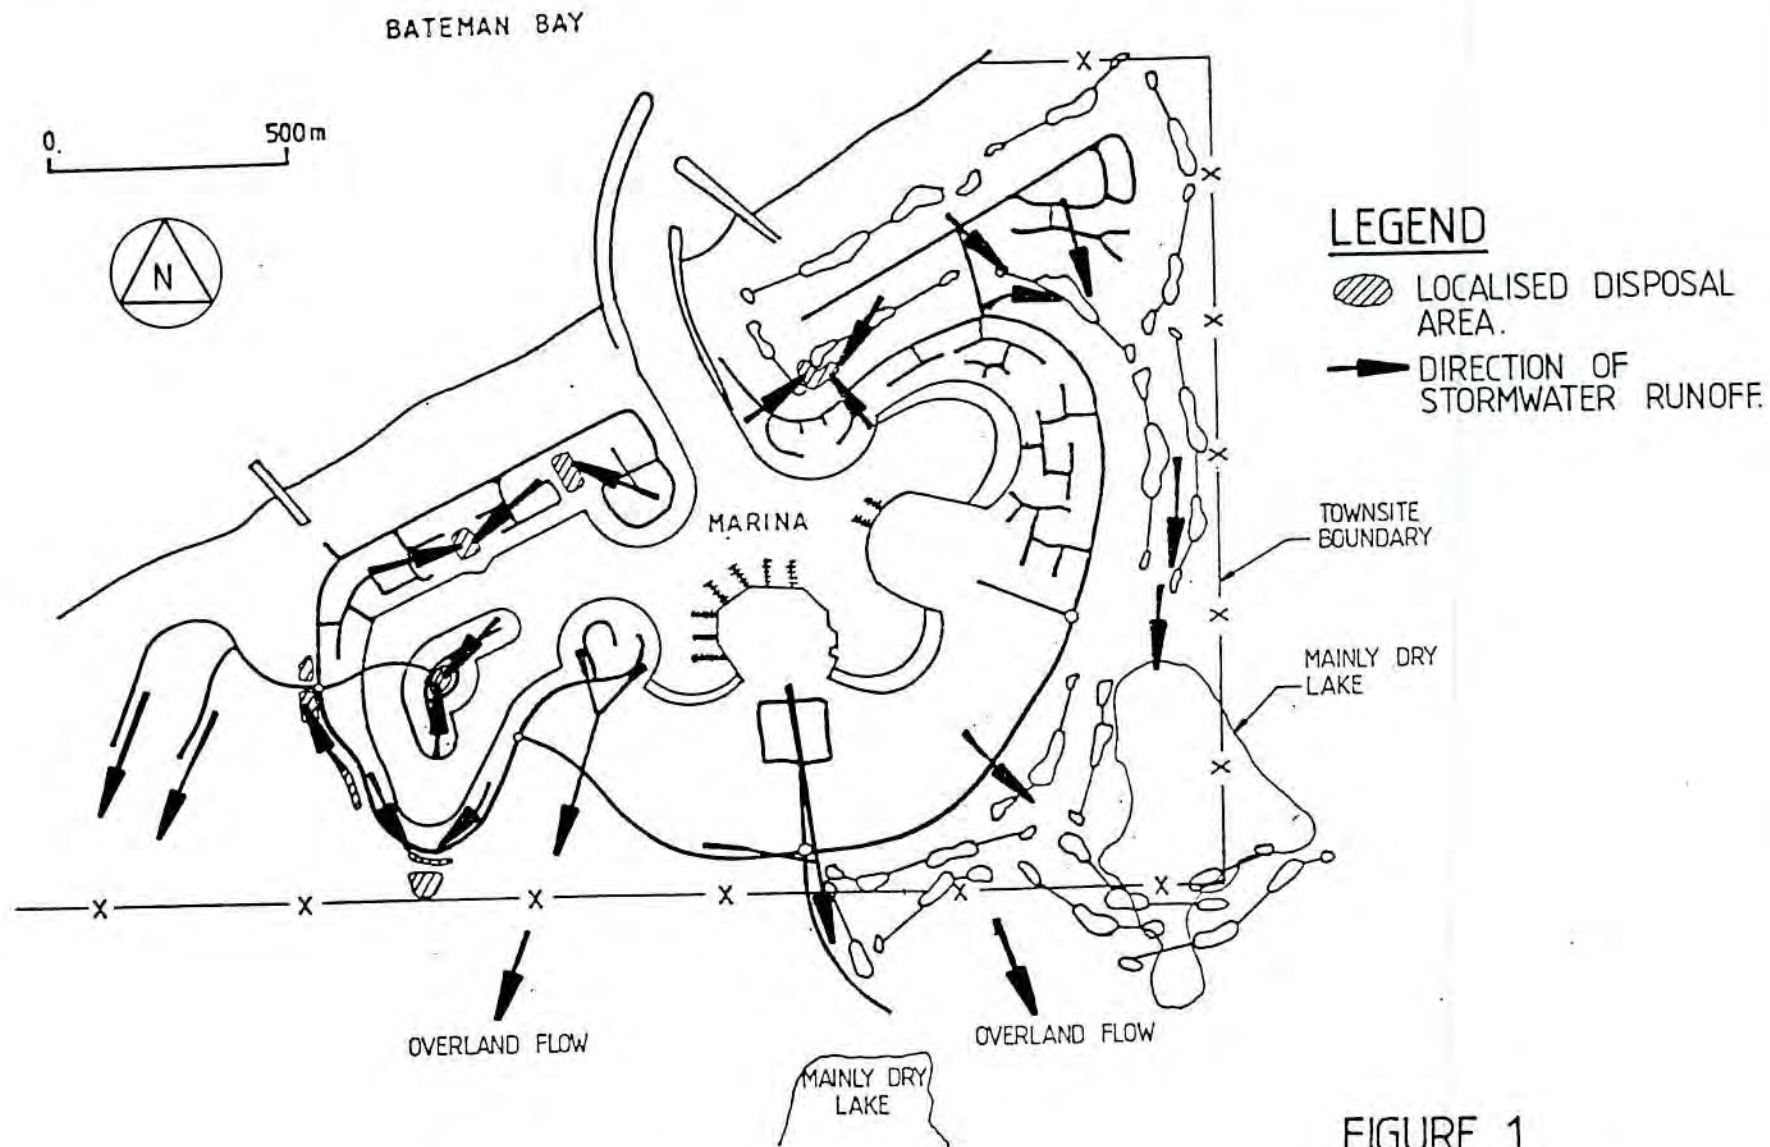 BATEMAN BAY
0. 500m
N
LEGEND
LOCALISED DISPOSAL
AREA.
DIRECTION OF
STORMWATER RUNOFF.
MARINA
TOWNSITE
BOUNDARY
MAINLY DRY
LAKE
X
X
X
X
X
X
X
X
X
X
X
X
OVERLAND FLOW
OVERLAND FLOW
MAINLY DRY
LAKE
FIGURE 1